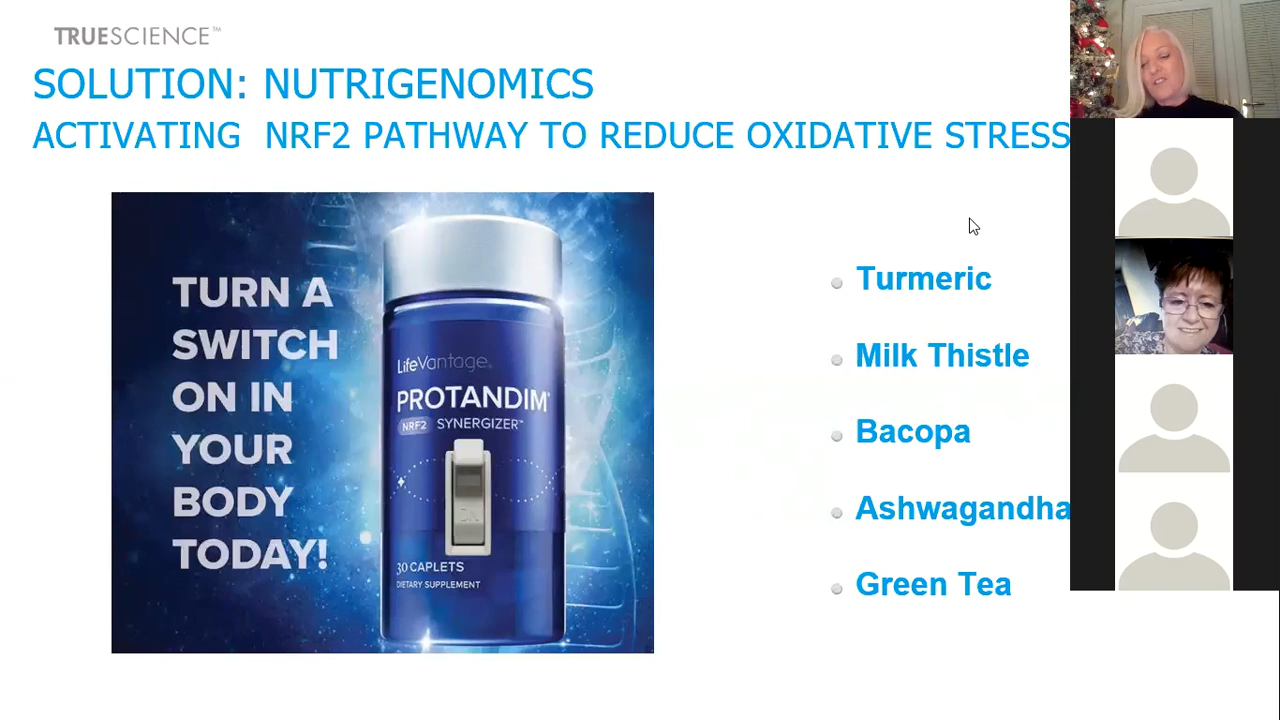 TRUESCIENCE™
SOLUTION: NUTRIGENOMICS
ACTIVATING NRF2 PATHWAY TO REDUCE OXIDATIVE STRESS
TURN A
SWITCH
ON IN
YOUR
BODY
TODAY!
LifeVantage®
PROTANDIM®
NRF2 SYNERGIZER™
30 CAPLETS
DIETARY SUPPLEMENT
Turmeric
Milk Thistle
Bacopa
Ashwagandha
Green Tea